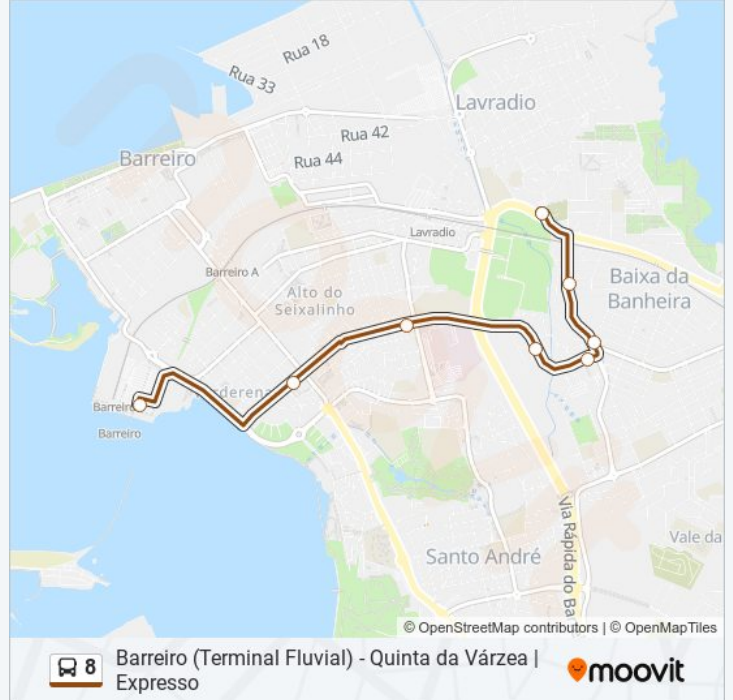 Rua 18
Rua 33
Lavradio
Rua 42
Rua 44
Barreiro
Lavradio
Barreiro A
Baixa da
Banheira
Alto do
Seixalinho
Barreiro
Barreiro
Santo André
Via Rápida do Bar
Vale da
© OpenStreetMap contributors | © OpenMapTiles
8
Barreiro (Terminal Fluvial) - Quinta da Várzea |
Expresso
moovit